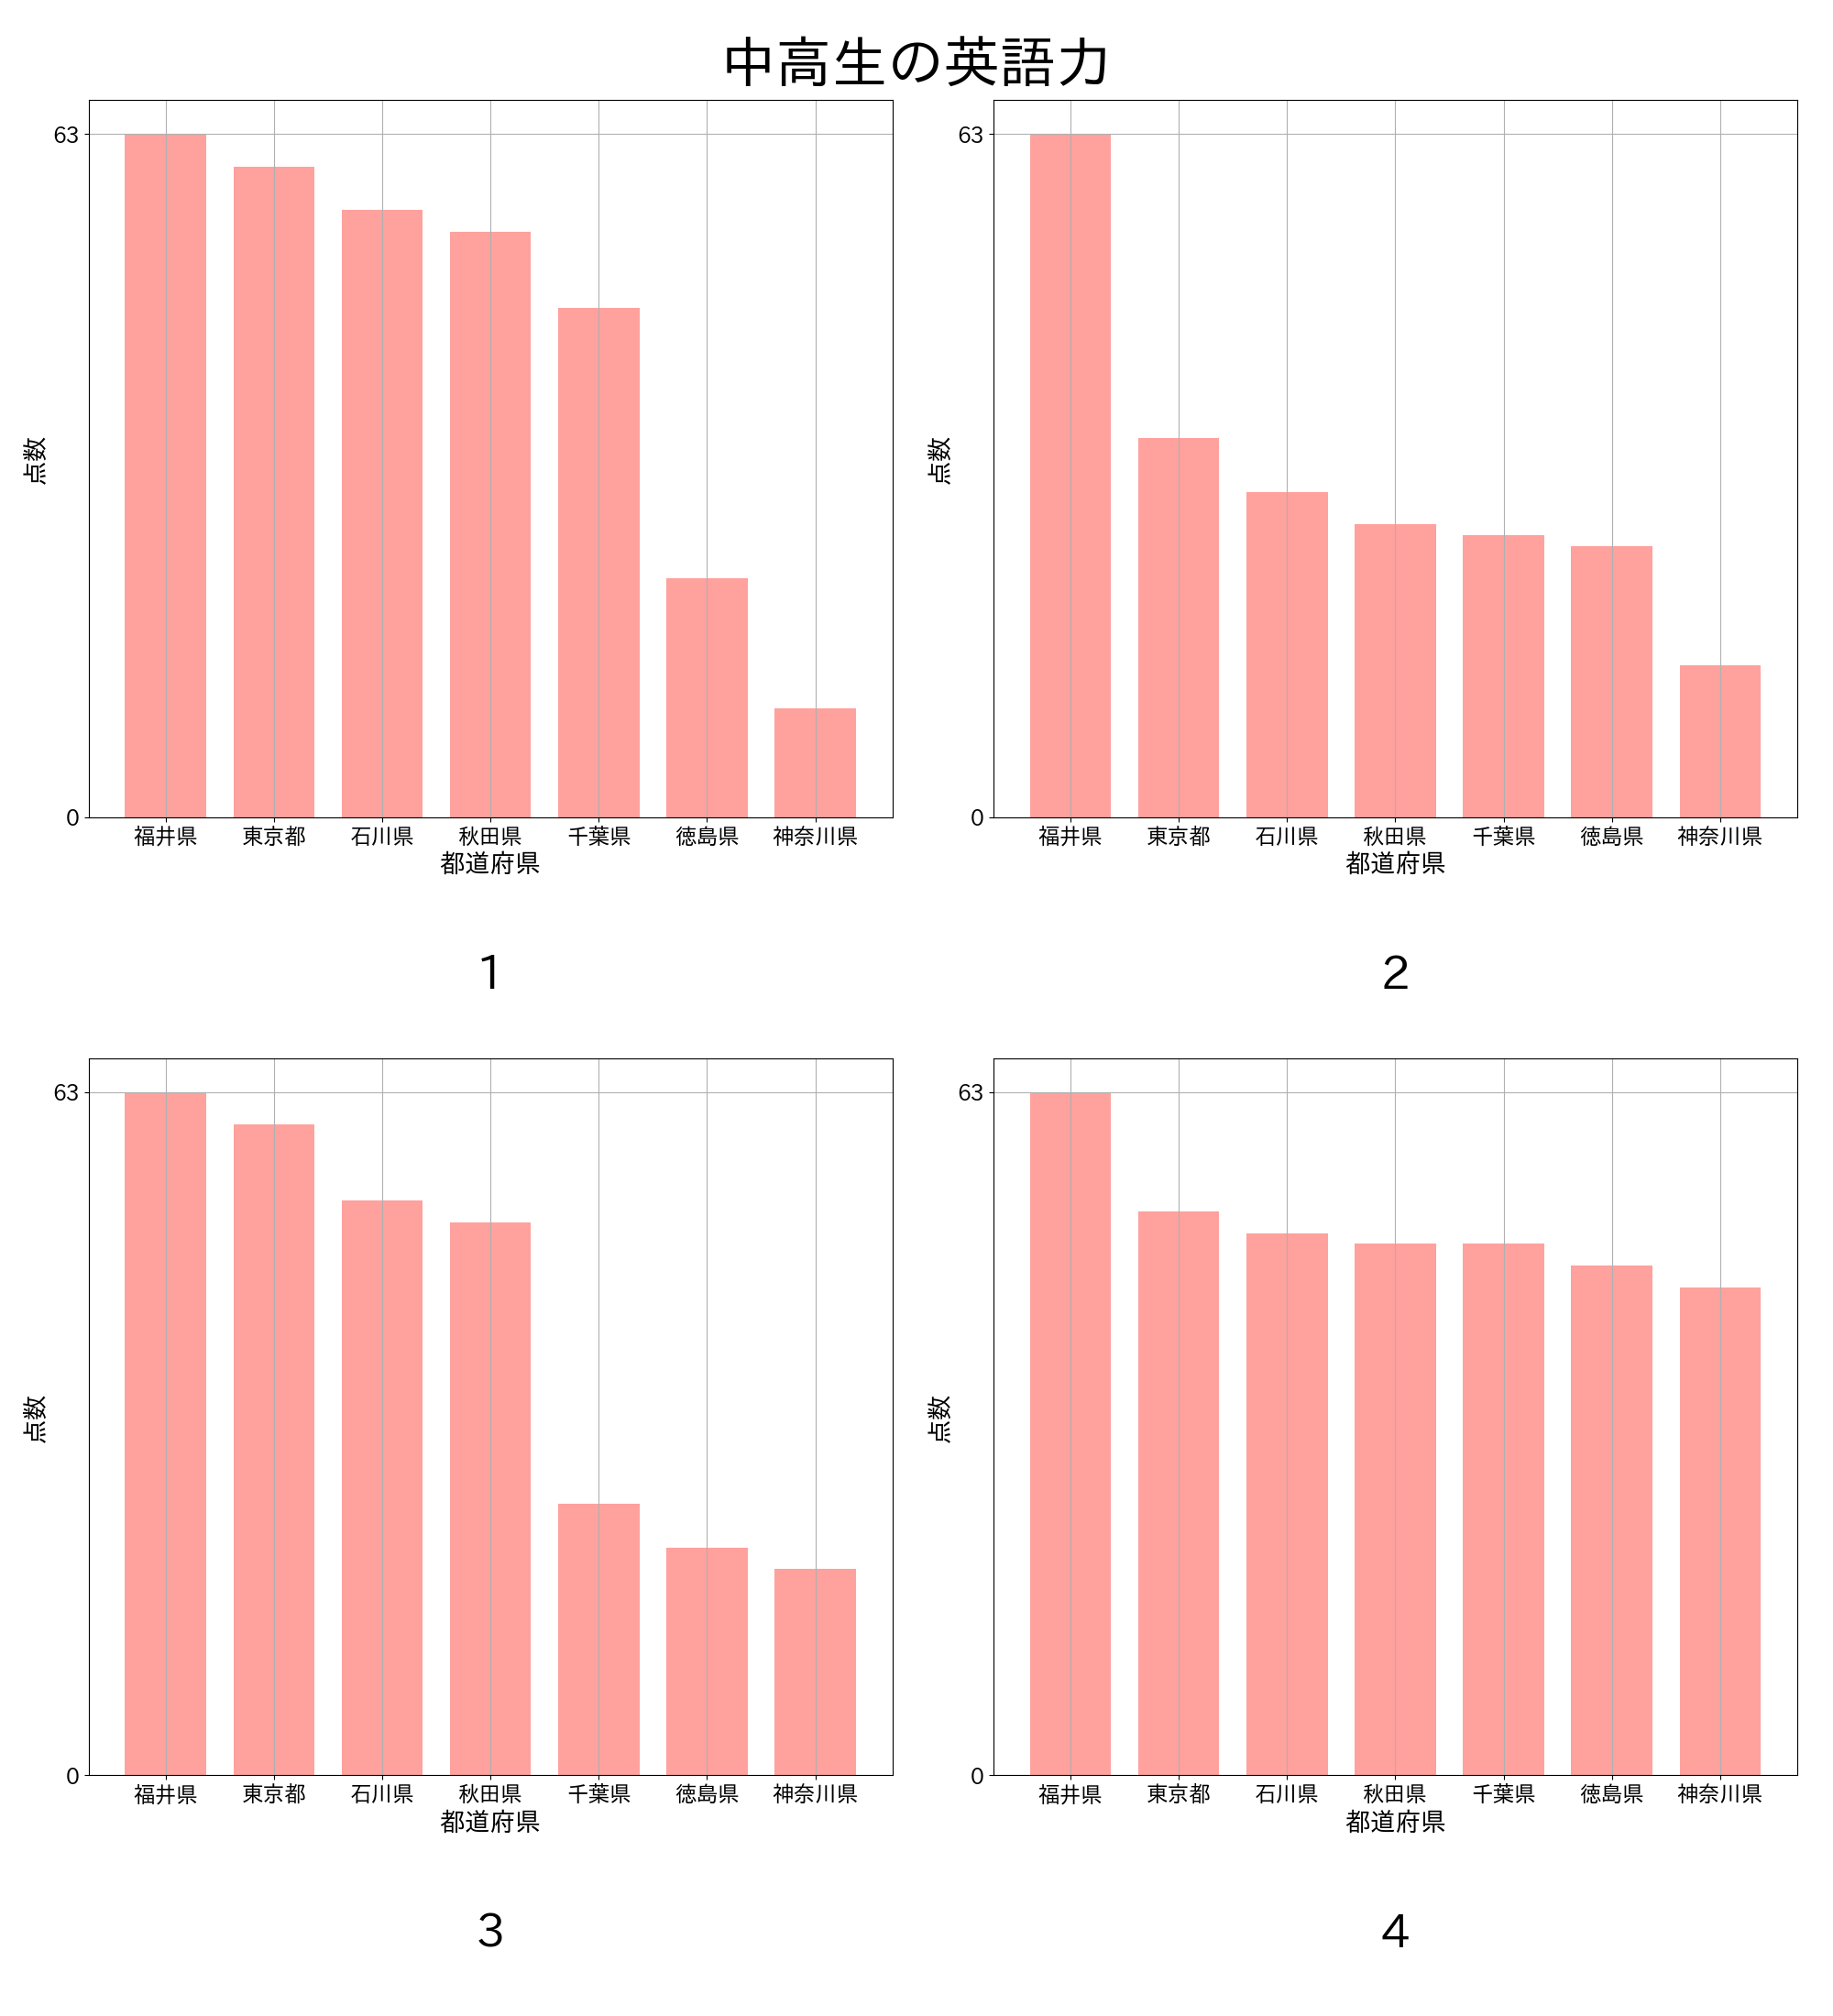 中高生の英語力
63
0
点数
福井県 東京都 石川県 秋田県 千葉県 徳島県 神奈川県
都道府県
1
63
0
点数
福井県 東京都 石川県 秋田県 千葉県 徳島県 神奈川県
都道府県
2
63
0
点数
福井県 東京都 石川県 秋田県 千葉県 徳島県 神奈川県
都道府県
3
63
0
点数
福井県 東京都 石川県 秋田県 千葉県 徳島県 神奈川県
都道府県
4